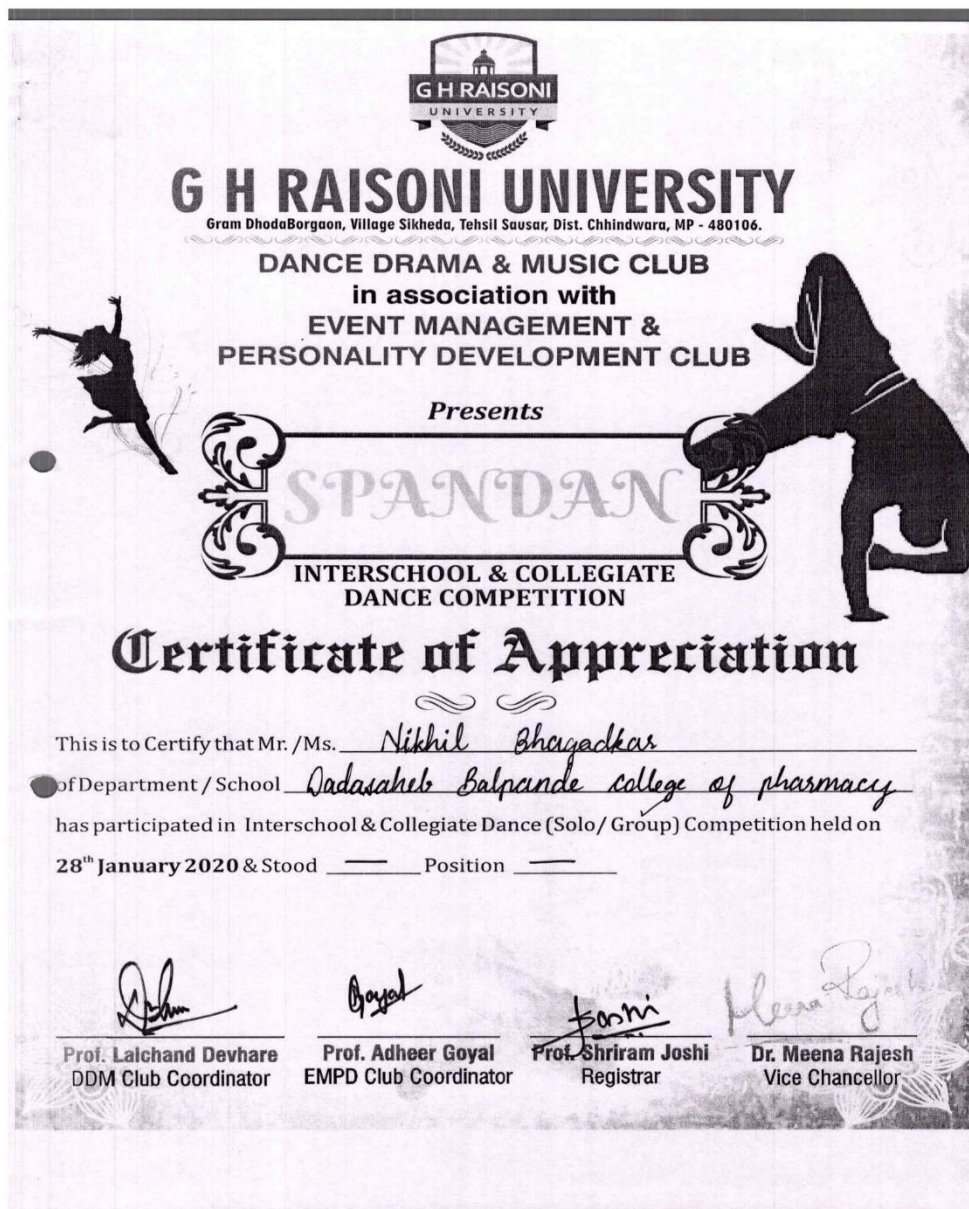 G H RAISONI
UNIVERSITY
G H RAISONI UNIVERSITY
Gram DhodaBorgaon, Village Sikheda, Tehsil Sausar, Dist. Chhindwara, MP - 480106.
DANCE DRAMA & MUSIC CLUB
in association with
EVENT MANAGEMENT &
PERSONALITY DEVELOPMENT CLUB
Presents
SPANDAN
INTERSCHOOL & COLLEGIATE
DANCE COMPETITION
Certificate of Appreciation
This is to Certify that Mr. /Ms. Nikhil Bhagadkar
of Department / School Dadasaheb Balpande college of pharmacy
has participated in Interschool & Collegiate Dance (Solo/ Group) Competition held on
28th January 2020 & Stood — Position —
Goyal Joshi Meena Rajesh
Prof. Lalchand Devhare Prof. Adheer Goyal Prof. Shriram Joshi Dr. Meena Rajesh
DDM Club Coordinator EMPD Club Coordinator Registrar Vice Chancellor